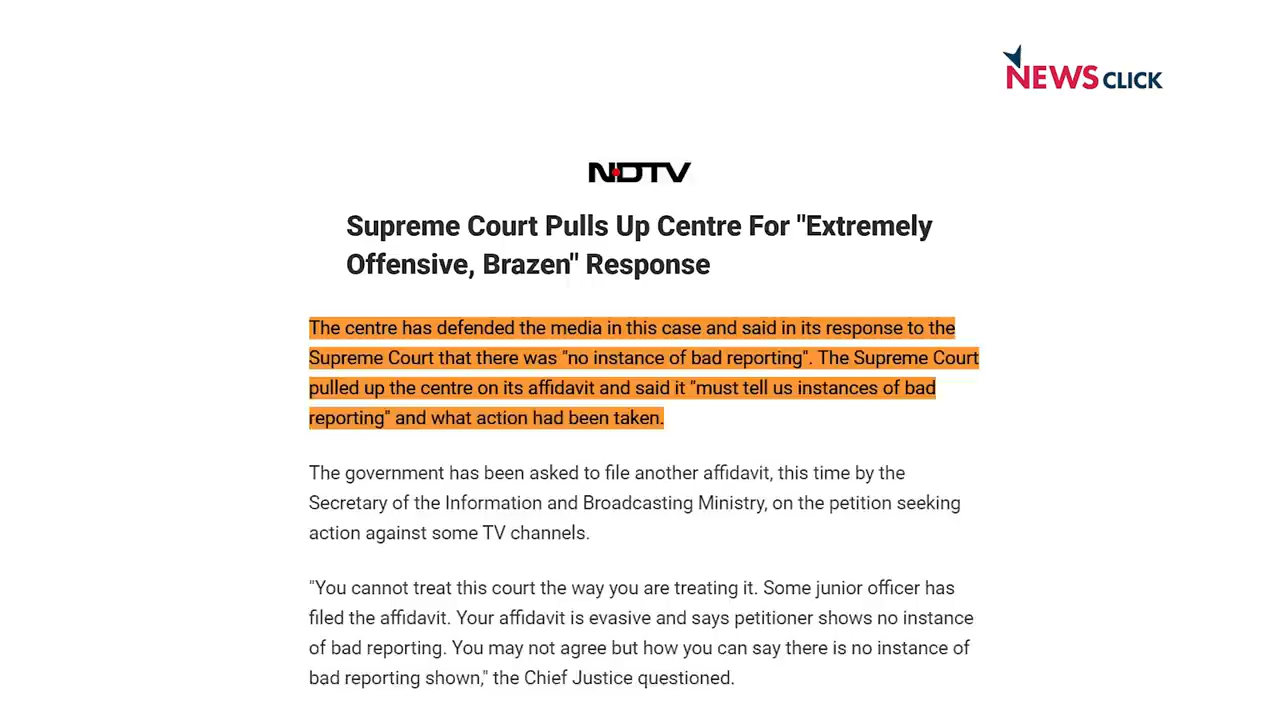 NEWS CLICK
NDTV
Supreme Court Pulls Up Centre For "Extremely
Offensive, Brazen" Response
The centre has defended the media in this case and said in its response to the
Supreme Court that there was "no instance of bad reporting". The Supreme Court
pulled up the centre on its affidavit and said it "must tell us instances of bad
reporting" and what action had been taken.
The government has been asked to file another affidavit, this time by the
Secretary of the Information and Broadcasting Ministry, on the petition seeking
action against some TV channels.
"You cannot treat this court the way you are treating it. Some junior officer has
filed the affidavit. Your affidavit is evasive and says petitioner shows no instance
of bad reporting. You may not agree but how you can say there is no instance of
bad reporting shown," the Chief Justice questioned.